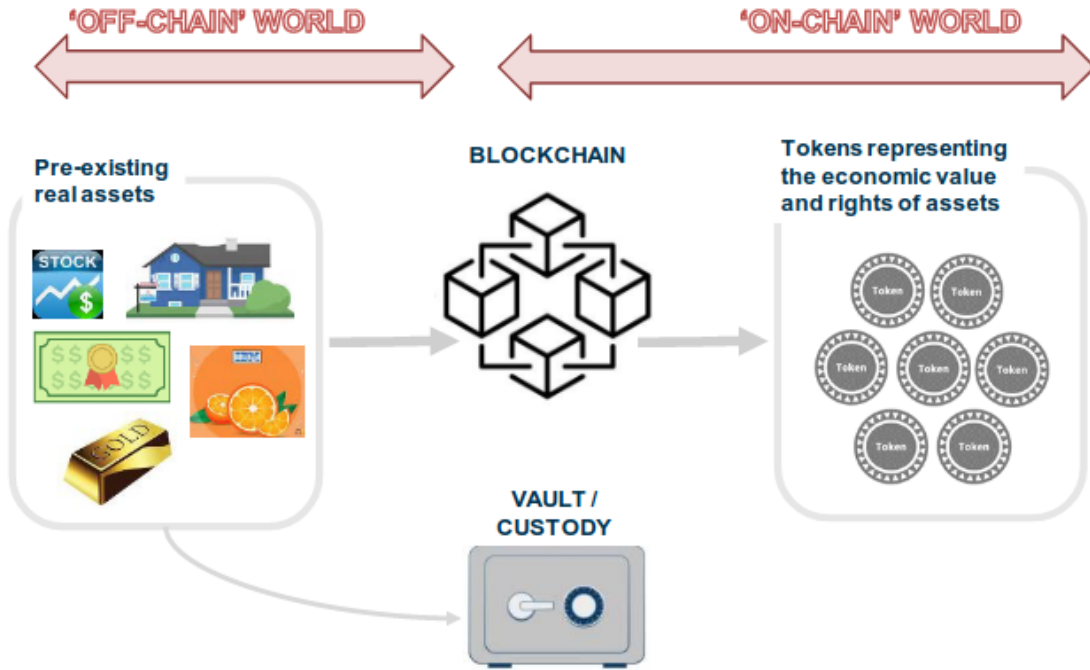 'OFF-CHAIN' WORLD
'ON-CHAIN' WORLD
Pre-existing
real assets
BLOCKCHAIN
Tokens representing
the economic value
and rights of assets
STOCK
$
$$ $$
$$ $$
GOLD
Token
Token
Token
Token
Token
Token
Token
VAULT /
CUSTODY